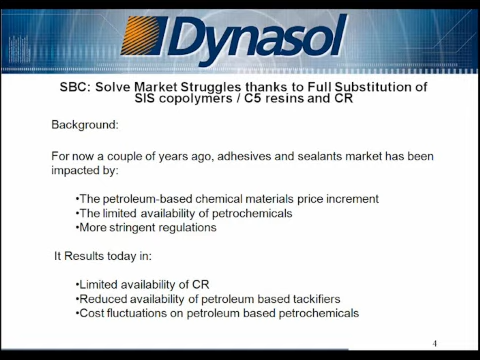 Dynasol
SBC: Solve Market Struggles thanks to Full Substitution of
SIS copolymers / C5 resins and CR
Background:
For now a couple of years ago, adhesives and sealants market has been
impacted by:
•The petroleum-based chemical materials price increment
•The limited availability of petrochemicals
•More stringent regulations
It Results today in:
•Limited availability of CR
•Reduced availability of petroleum based tackifiers
•Cost fluctuations on petroleum based petrochemicals
4